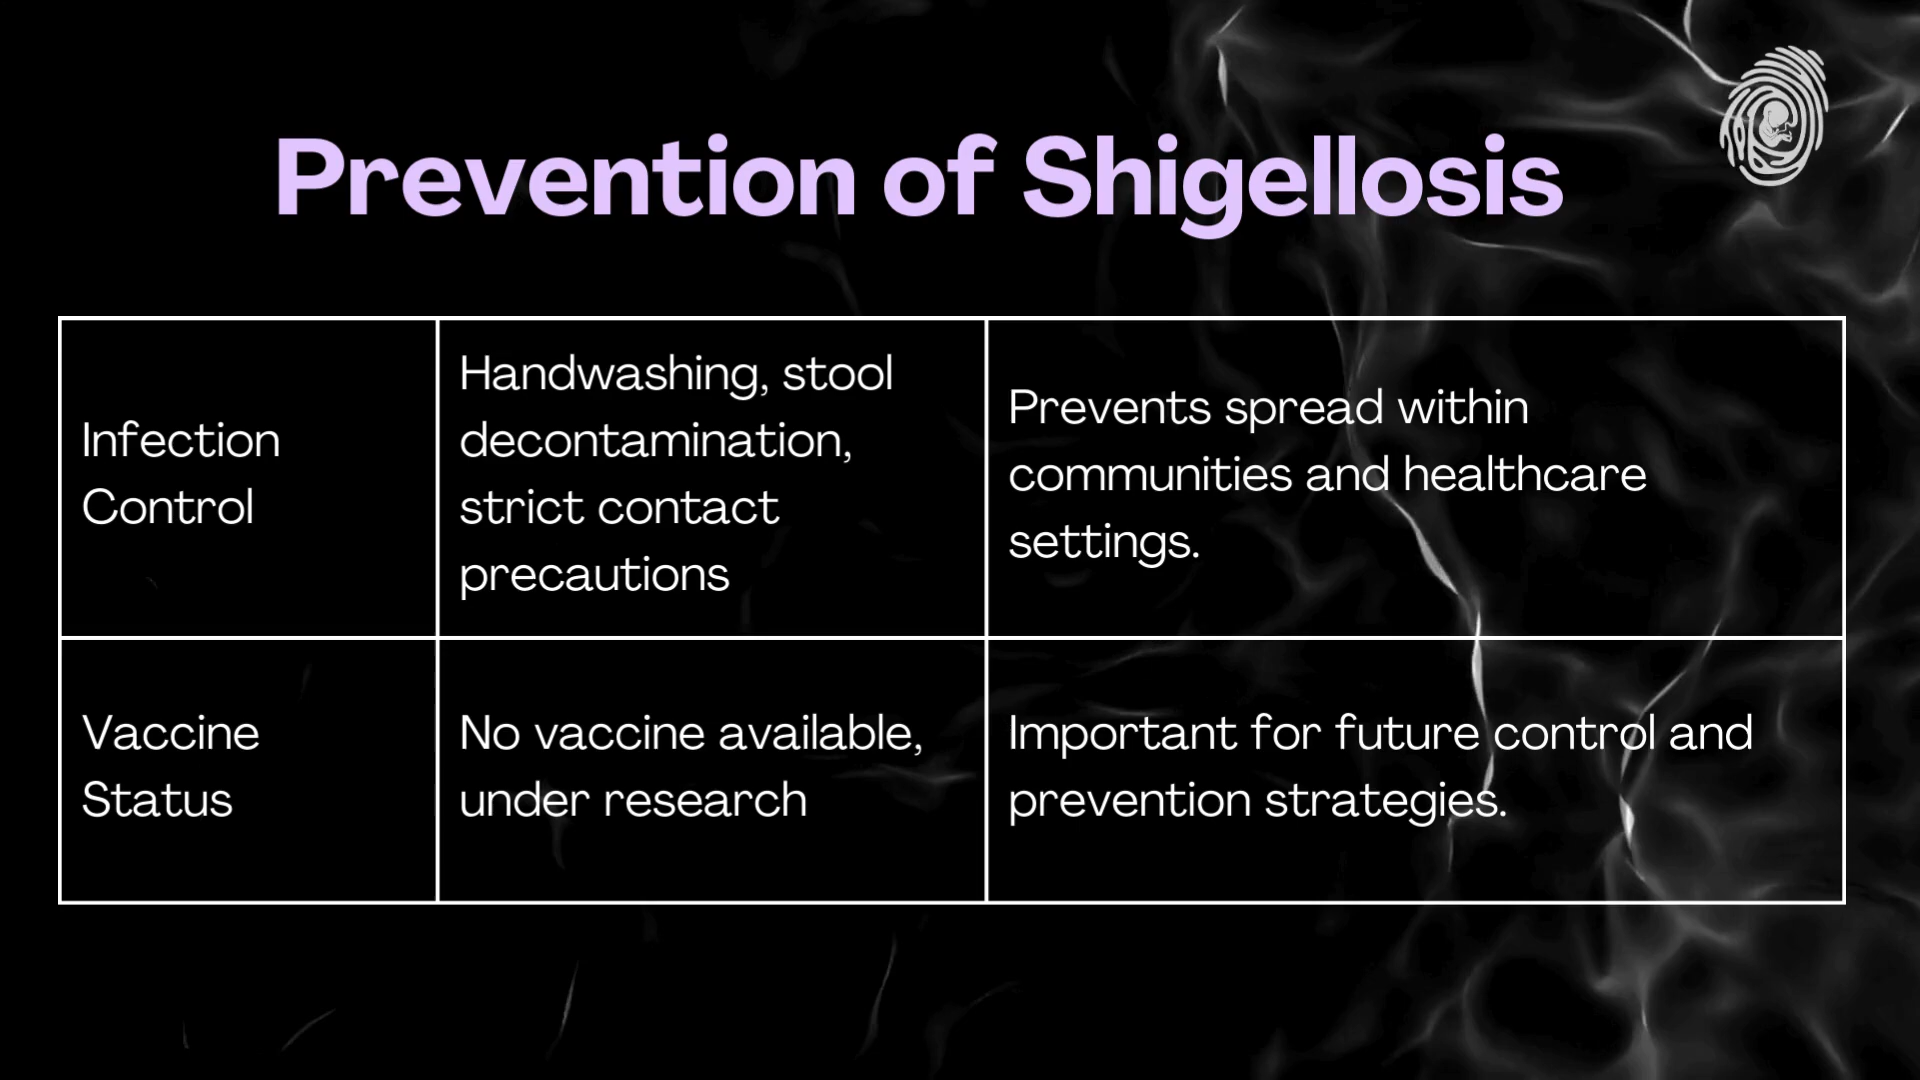 Prevention of Shigellosis
Infection
Control
Handwashing, stool
decontamination,
strict contact
precautions
Prevents spread within
communities and healthcare
settings.
Vaccine
Status
No vaccine available,
under research
Important for future control and
prevention strategies.